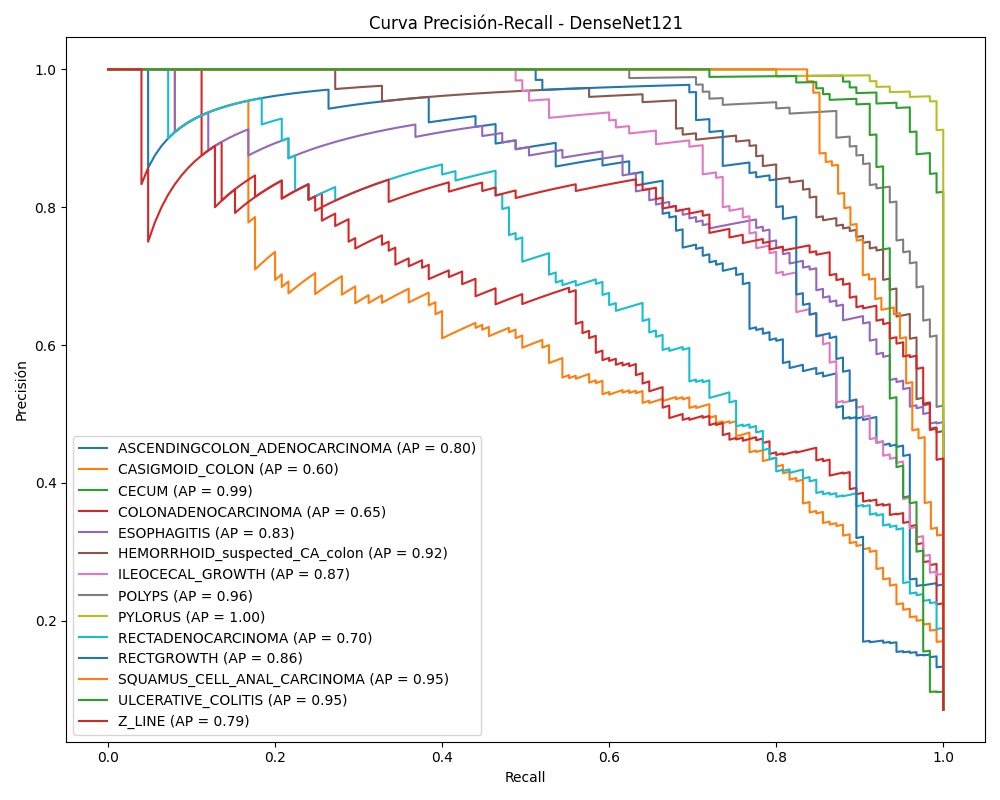 Curva Precisión-Recall - DenseNet121
1.0
0.8
0.6
0.4
0.2
Precisión
ASCENDINGCOLON_ADENOCARCINOMA (AP = 0.80)
CASIGMOID_COLON (AP = 0.60)
CECUM (AP = 0.99)
COLONADENOCARCINOMA (AP = 0.65)
ESOPHAGITIS (AP = 0.83)
HEMORRHOID_suspected_CA_colon (AP = 0.92)
ILEOCECAL_GROWTH (AP = 0.87)
POLYPS (AP = 0.96)
PYLORUS (AP = 1.00)
RECTADENOCARCINOMA (AP = 0.70)
RECTGROWTH (AP = 0.86)
SQUAMUS_CELL_ANAL_CARCINOMA (AP = 0.95)
ULCERATIVE_COLITIS (AP = 0.95)
Z_LINE (AP = 0.79)
0.0 0.2 0.4 0.6 0.8 1.0
Recall